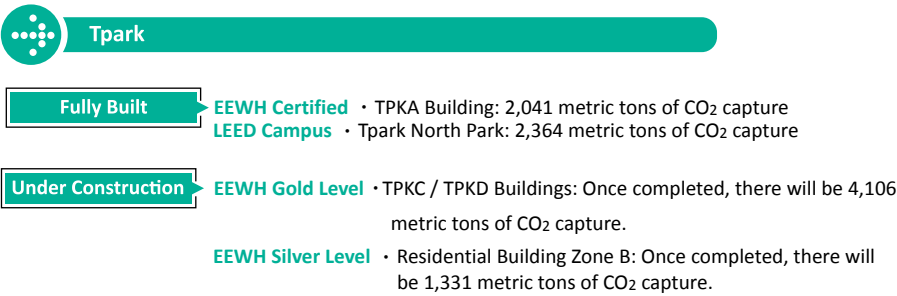 Tpark
Fully Built
EEWH Certified ・TPKA Building: 2,041 metric tons of CO2 capture
LEED Campus ・Tpark North Park: 2,364 metric tons of CO2 capture
Under Construction
EEWH Gold Level ・TPKC / TPKD Buildings: Once completed, there will be 4,106
metric tons of CO2 capture.
EEWH Silver Level ・Residential Building Zone B: Once completed, there will
be 1,331 metric tons of CO2 capture.